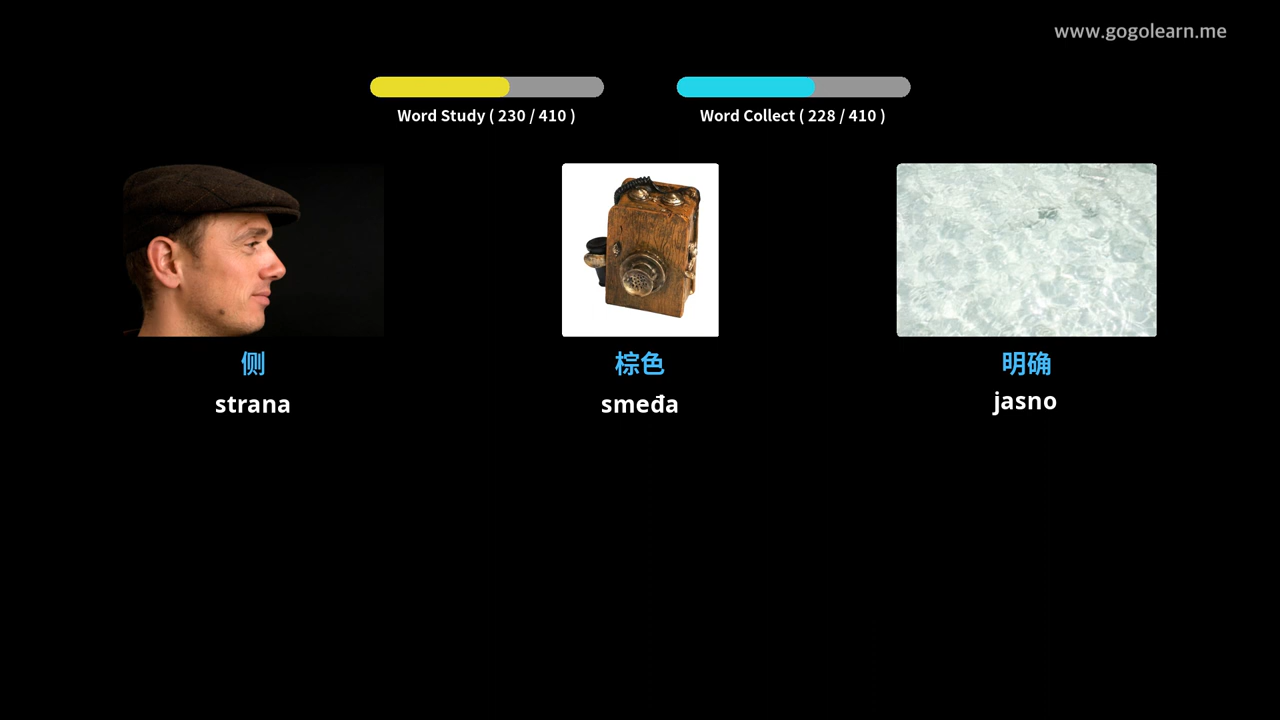 www.gogolearn.me
Word Study ( 230 / 410 )
Word Collect ( 228 / 410 )
侧
棕色
明确
strana
smeđa
jasno